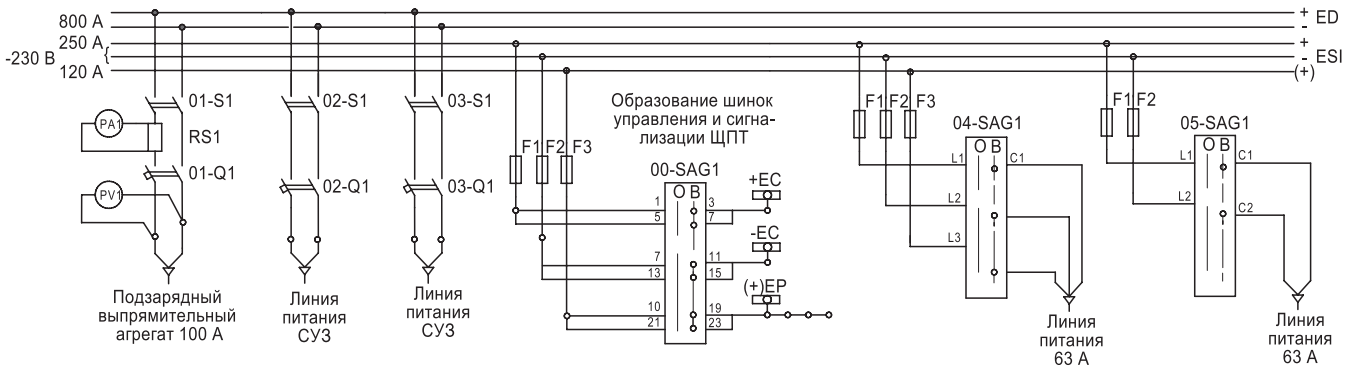 800 А
250 А
-230 В {
120 А
+ ED
-
+
- ESI
(+)
01-S1
PA1
RS1
01-Q1
PV1
Подзарядный
выпрямительный
агрегат 100 А
02-S1
02-Q1
Линия
питания
СУЗ
03-S1
03-Q1
Линия
питания
СУЗ
Образование шинок
управления и сигна-
лизации ЩПТ
F1 F2 F3
00-SAG1
О В
1 3
5 7
7 11
13 15
10 19
21 23
+EC
-EC
(+)EP
F1 F2 F3
04-SAG1
О В
L1 C1
L2
L3
Линия
питания
63 А
F1 F2
05-SAG1
О В
L1 C1
L2 C2
Линия
питания
63 А